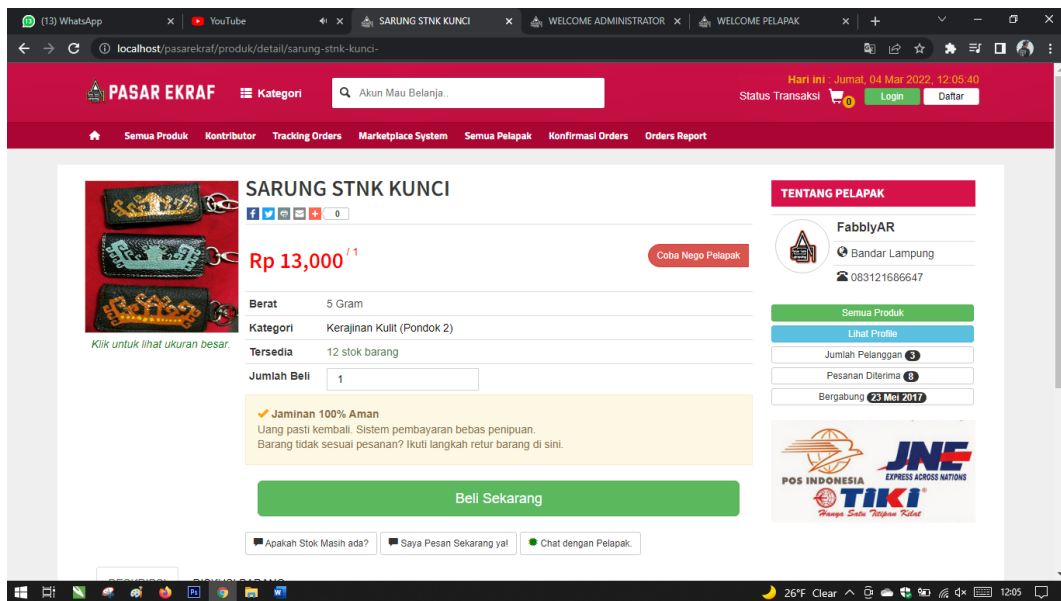 (13) WhatsApp
YouTube
SARUNG STNK KUNCI
WELCOME ADMINISTRATOR
WELCOME PELAPAK
localhost/pasarekraf/produk/detail/sarung-stnk-kunci-
Hari ini : Jumat, 04 Mar 2022, 12:05:40
PASAR EKRAF
Kategori
Akun Mau Belanja..
Status Transaksi
0
Login
Daftar
Semua Produk
Kontributor
Tracking Orders
Marketplace System
Semua Pelapak
Konfirmasi Orders
Orders Report
SARUNG STNK KUNCI
0
Rp 13,000 / 1
Coba Nego Pelapak
Berat 5 Gram
Kategori Kerajinan Kulit (Pondok 2)
Tersedia 12 stok barang
Jumlah Beli 1
Klik untuk lihat ukuran besar.
Jaminan 100% Aman
Uang pasti kembali. Sistem pembayaran bebas penipuan.
Barang tidak sesuai pesanan? Ikuti langkah retur barang di sini.
Beli Sekarang
Apakah Stok Masih ada?
Saya Pesan Sekarang ya!
Chat dengan Pelapak.
TENTANG PELAPAK
FabblyAR
Bandar Lampung
083121686647
Semua Produk
Lihat Profile
Jumlah Pelanggan 3
Pesanan Diterima 8
Bergabung 23 Mei 2017
POS INDONESIA
JNE
EXPRESS ACROSS NATIONS
TIKI
Hanya Satu Titipan Kilat
26°F Clear
12:05